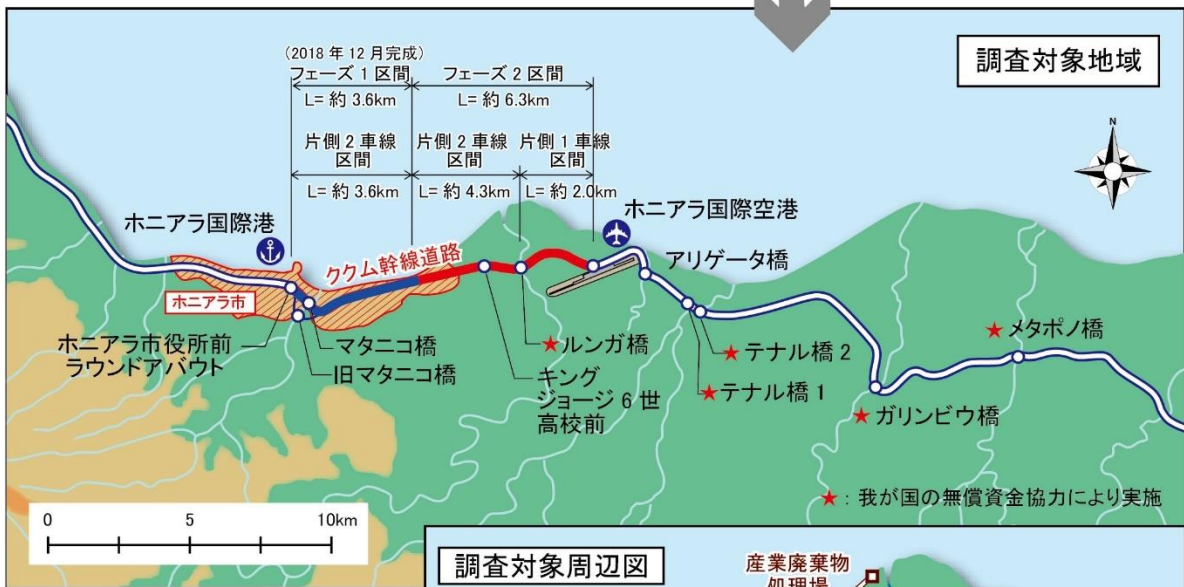 調査対象地域
（2018 年 12 月完成）
フェーズ 1 区間
フェーズ 2 区間
L= 約 3.6km
L= 約 6.3km
片側 2 車線
区間
片側 2 車線
区間
片側 1 車線
区間
L= 約 3.6km
L= 約 4.3km
L= 約 2.0km
N
ホニアラ国際港
ホニアラ国際空港
ククム幹線道路
アリゲータ橋
ホニアラ市
ホニアラ市役所前
ラウンドアバウト
マタニコ橋
旧マタニコ橋
★ルンガ橋
キング
ジョージ 6 世
高校前
★テナル橋 2
★テナル橋 1
★メタポノ橋
★ガリンビウ橋
★：我が国の無償資金協力により実施
0 5 10km
調査対象周辺図
産業廃棄物
処理場